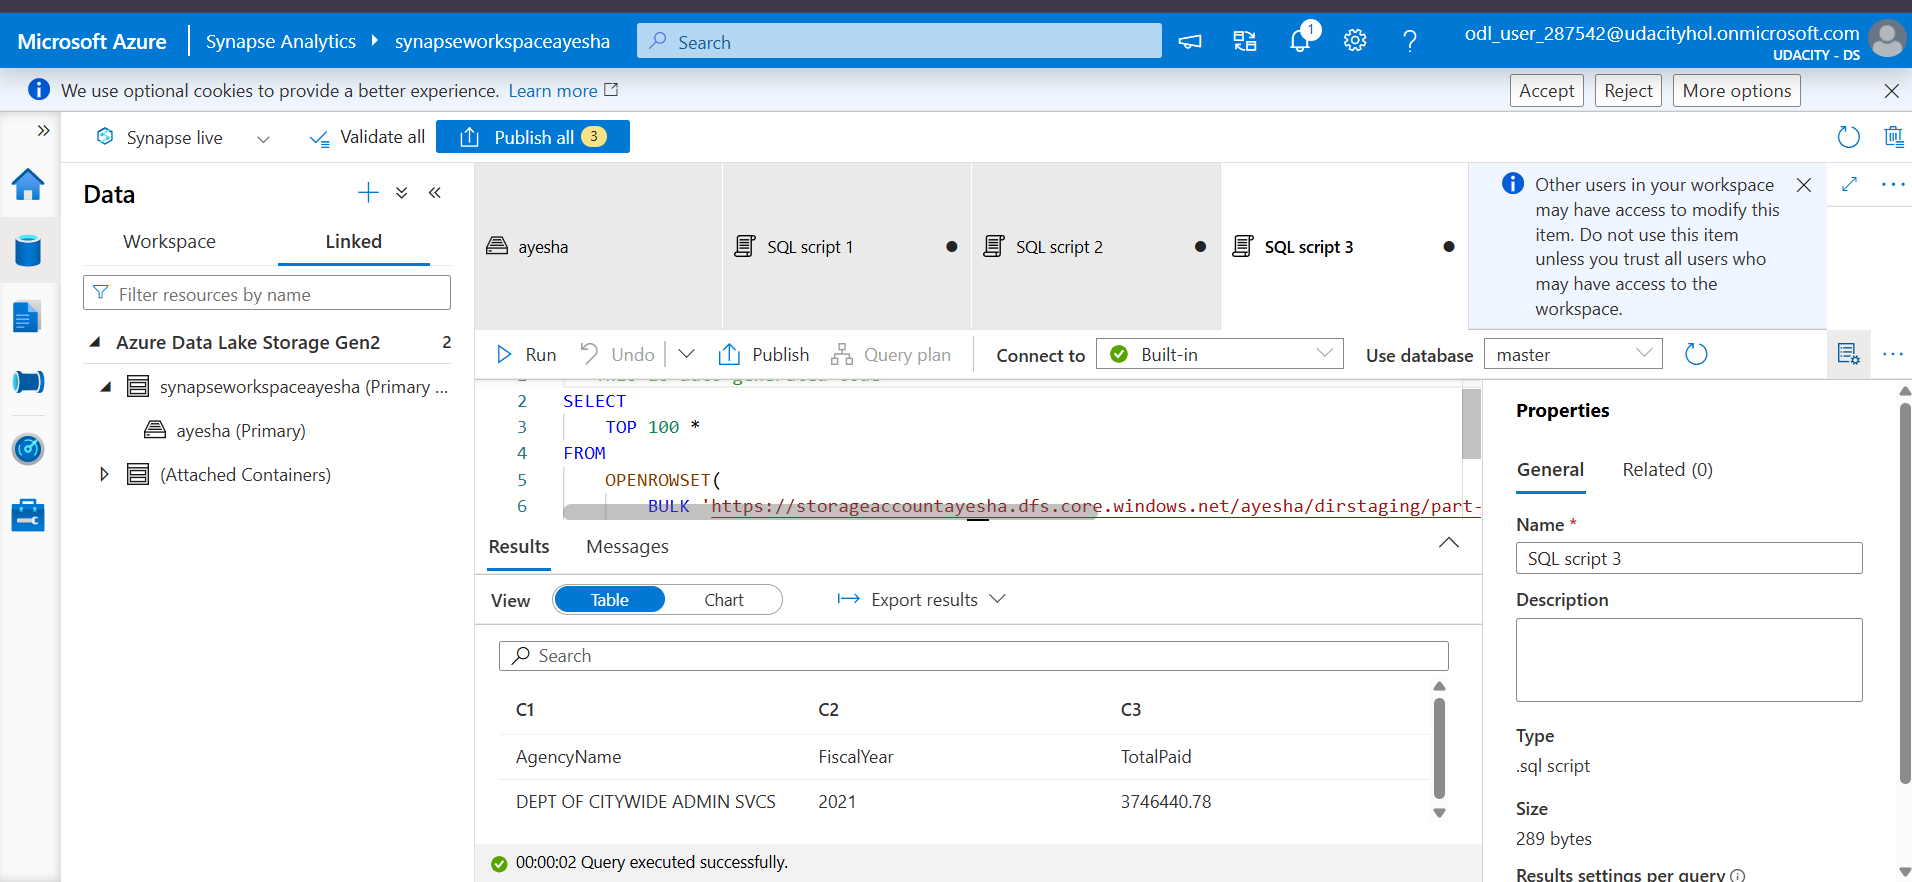 Microsoft Azure
Synapse Analytics
synapseworkspaceayesha
Search
1
odl_user_287542@udacityhol.onmicrosoft.com
UDACITY - DS
We use optional cookies to provide a better experience. Learn more
Accept
Reject
More options
Synapse live
Validate all
Publish all 3
Data
Workspace
Linked
Filter resources by name
Azure Data Lake Storage Gen2 2
synapseworkspaceayesha (Primary ...
ayesha (Primary)
(Attached Containers)
ayesha
SQL script 1
SQL script 2
SQL script 3
Other users in your workspace
may have access to modify this
item. Do not use this item
unless you trust all users who
may have access to the
workspace.
Run
Undo
Publish
Query plan
Connect to
Built-in
Use database
master
2 SELECT
3 TOP 100 *
4 FROM
5 OPENROWSET(
6 BULK 'https://storageaccountayesha.dfs.core.windows.net/ayesha/dirstaging/part-
Results
Messages
View
Table
Chart
Export results
Search
C1 C2 C3
AgencyName FiscalYear TotalPaid
DEPT OF CITYWIDE ADMIN SVCS 2021 3746440.78
00:00:02 Query executed successfully.
Properties
General
Related (0)
Name *
SQL script 3
Description
Type
.sql script
Size
289 bytes
Results settings per query